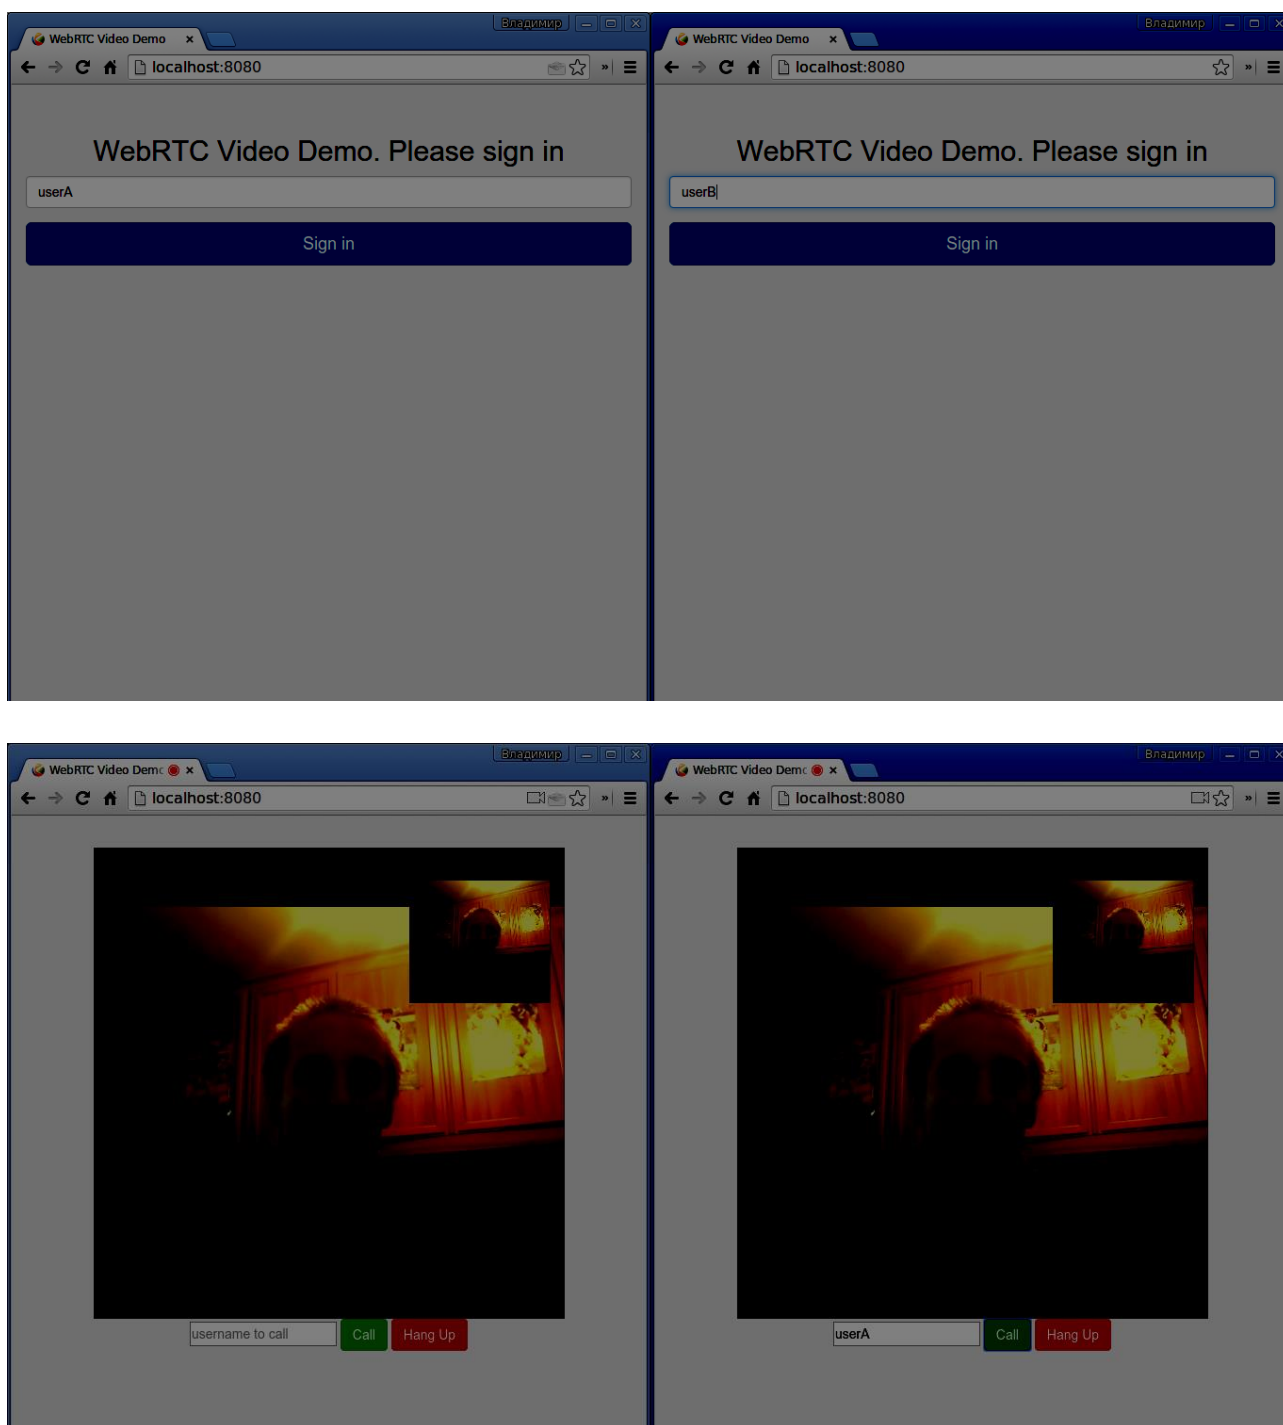 Владимир
WebRTC Video Demo
localhost:8080
WebRTC Video Demo. Please sign in
userA
Sign in
Владимир
WebRTC Video Demo
localhost:8080
WebRTC Video Demo. Please sign in
userB
Sign in
Владимир
WebRTC Video Demo
localhost:8080
username to call
Call
Hang Up
Владимир
WebRTC Video Demo
localhost:8080
userA
Call
Hang Up